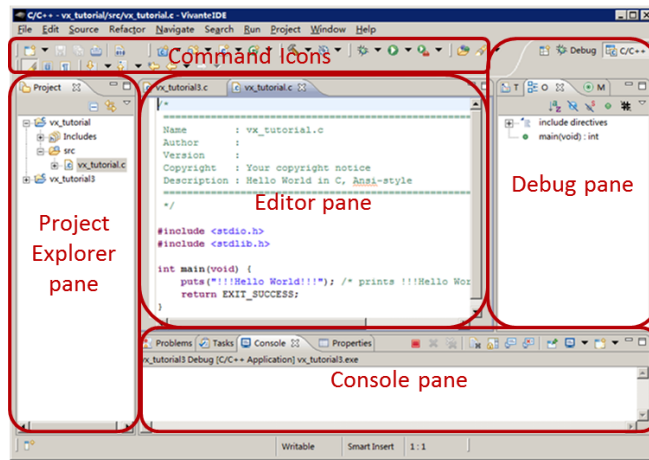 C/C++ - vx_tutorial/src/vx_tutorial.c - VivanteIDE
File Edit Source Refactor Navigate Search Run Project Window Help
Command Icons
Debug C/C++
Project
vx_tutorial3.c vx_tutorial.c
T O M
vx_tutorial
Includes
src
vx_tutorial.c
vx_tutorial3
Project
Explorer
pane
/*
============================================================
Name : vx_tutorial.c
Author :
Version :
Copyright : Your copyright notice
Description : Hello World in C, Ansi-style
============================================================
*/
Editor pane
#include <stdio.h>
#include <stdlib.h>
int main(void) {
puts("!!!Hello World!!!"); /* prints !!!Hello Wor
return EXIT_SUCCESS;
}
include directives
main(void) : int
Debug pane
Problems Tasks Console Properties
vx_tutorial3 Debug [C/C++ Application] vx_tutorial3.exe
Console pane
Writable Smart Insert 1 : 1